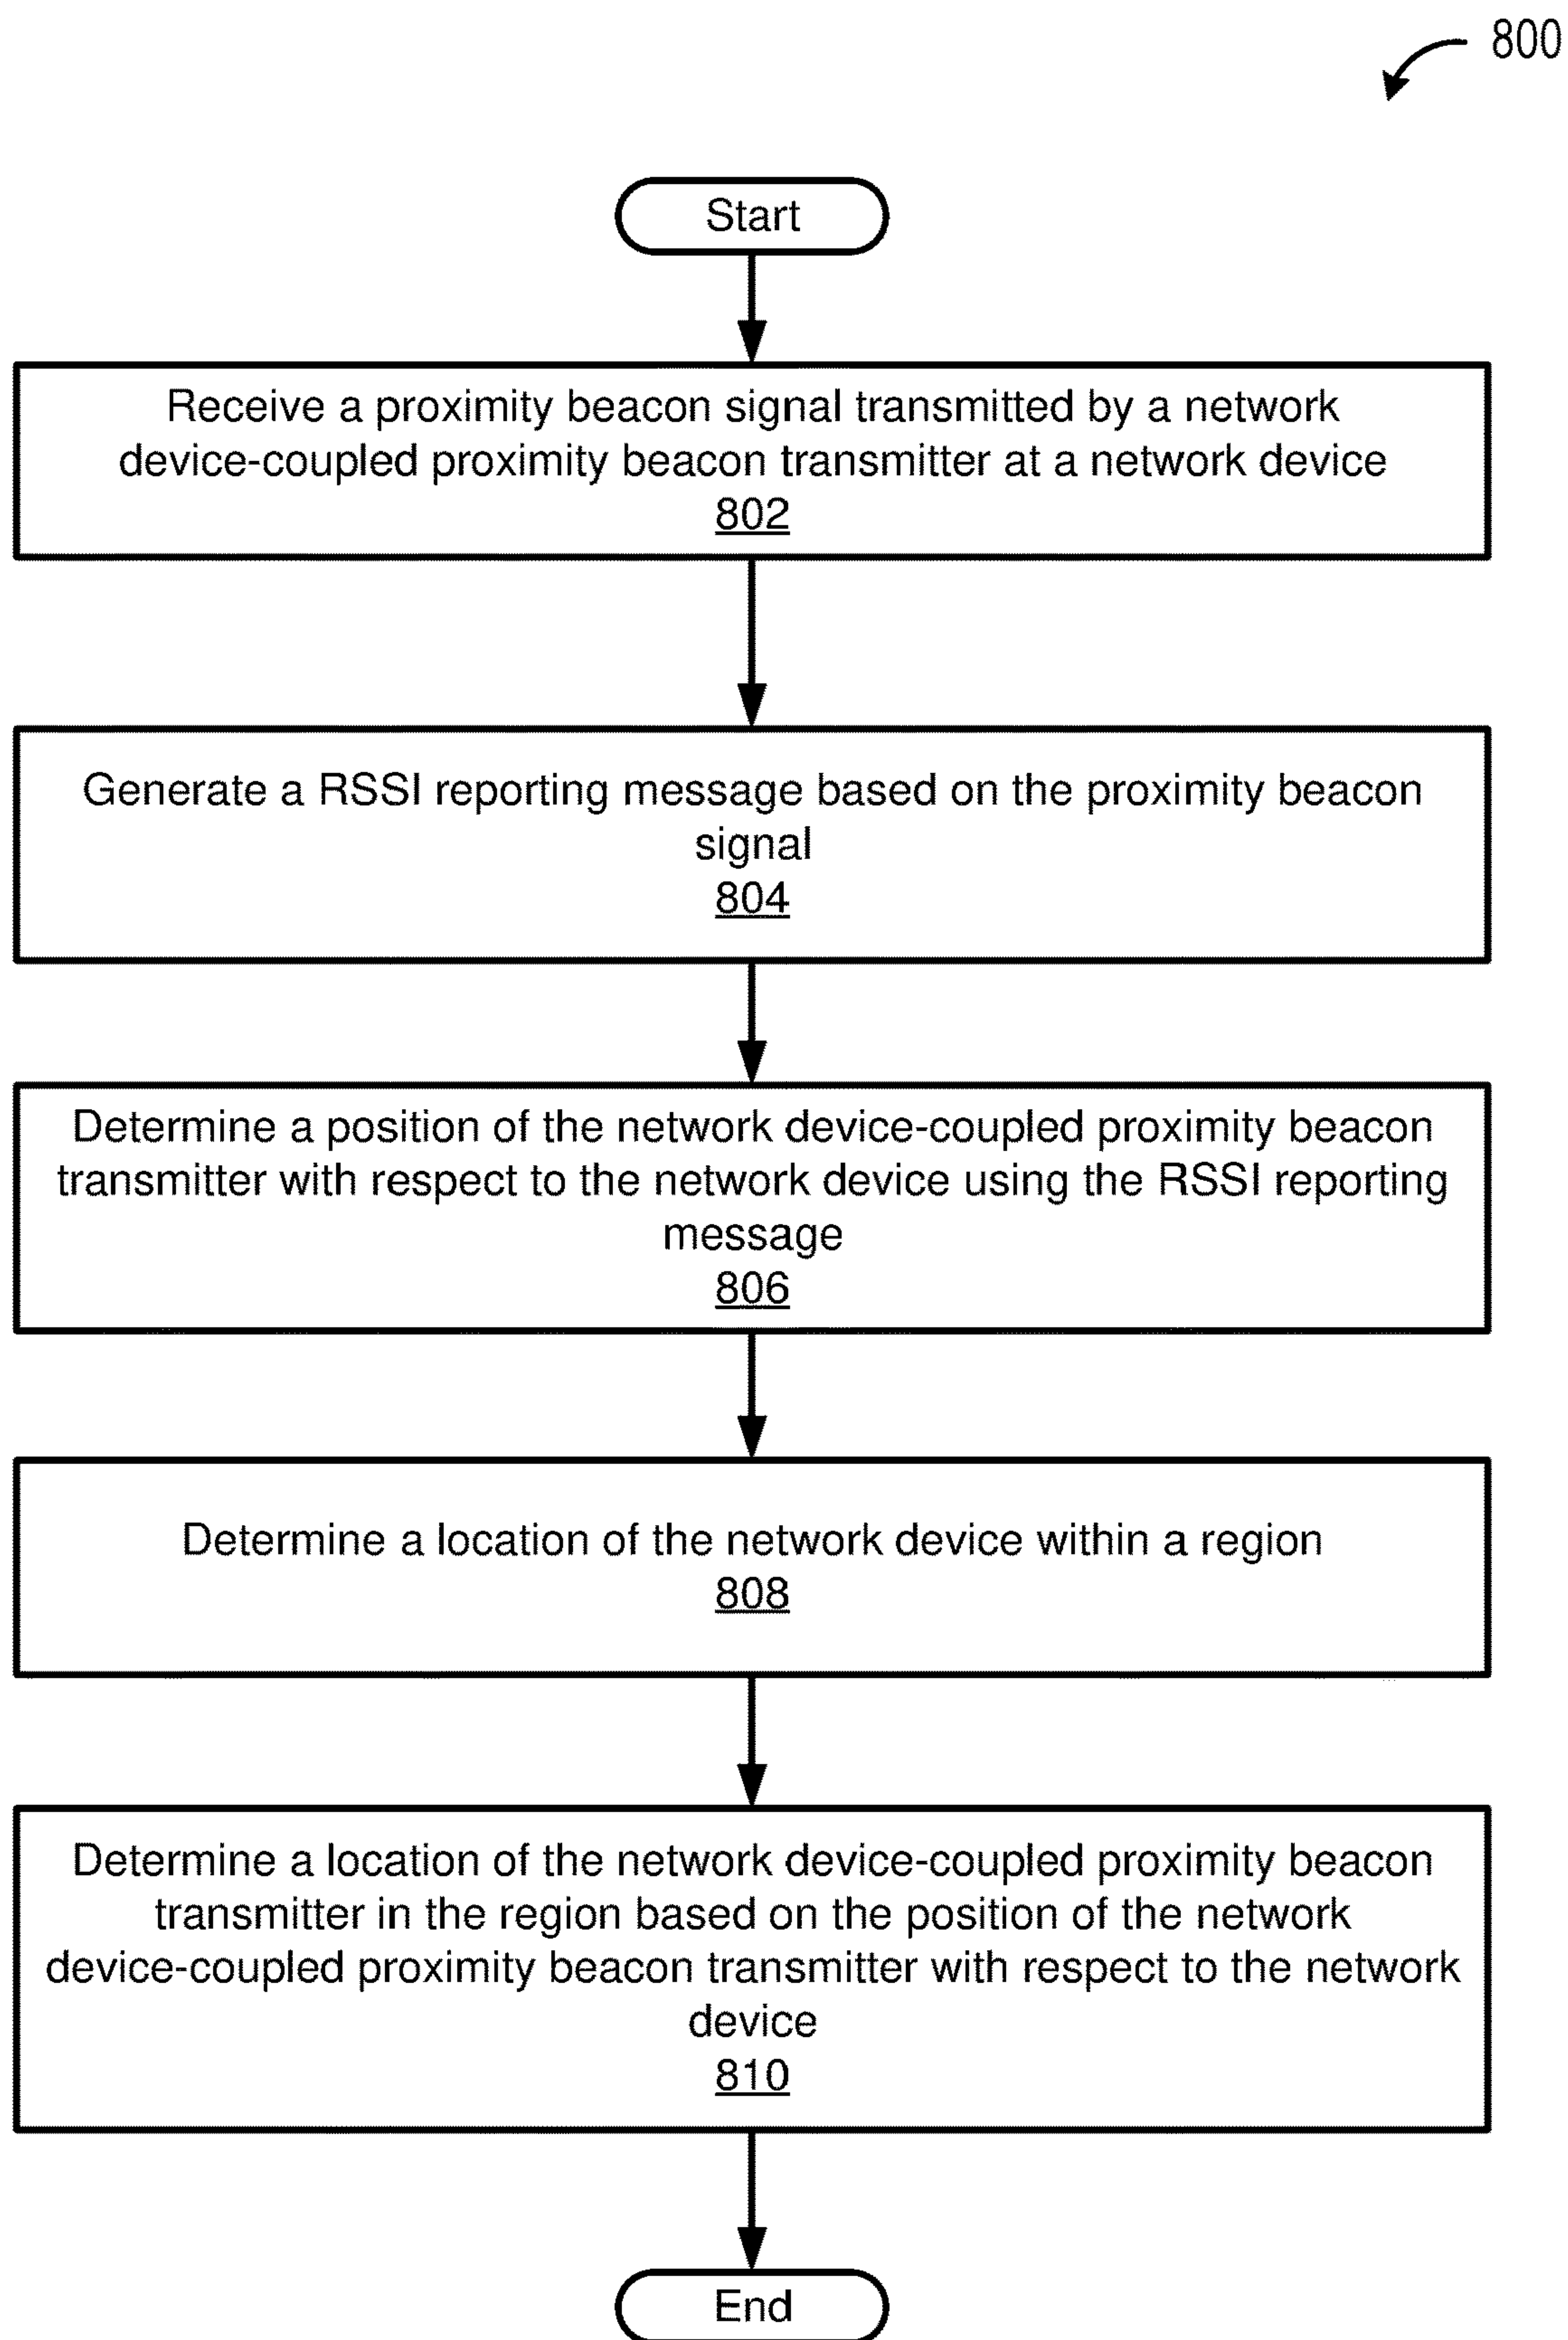 800
Start
Receive a proximity beacon signal transmitted by a network
device-coupled proximity beacon transmitter at a network device
802
Generate a RSSI reporting message based on the proximity beacon
signal
804
Determine a position of the network device-coupled proximity beacon
transmitter with respect to the network device using the RSSI reporting
message
806
Determine a location of the network device within a region
808
Determine a location of the network device-coupled proximity beacon
transmitter in the region based on the position of the network
device-coupled proximity beacon transmitter with respect to the network
device
810
End